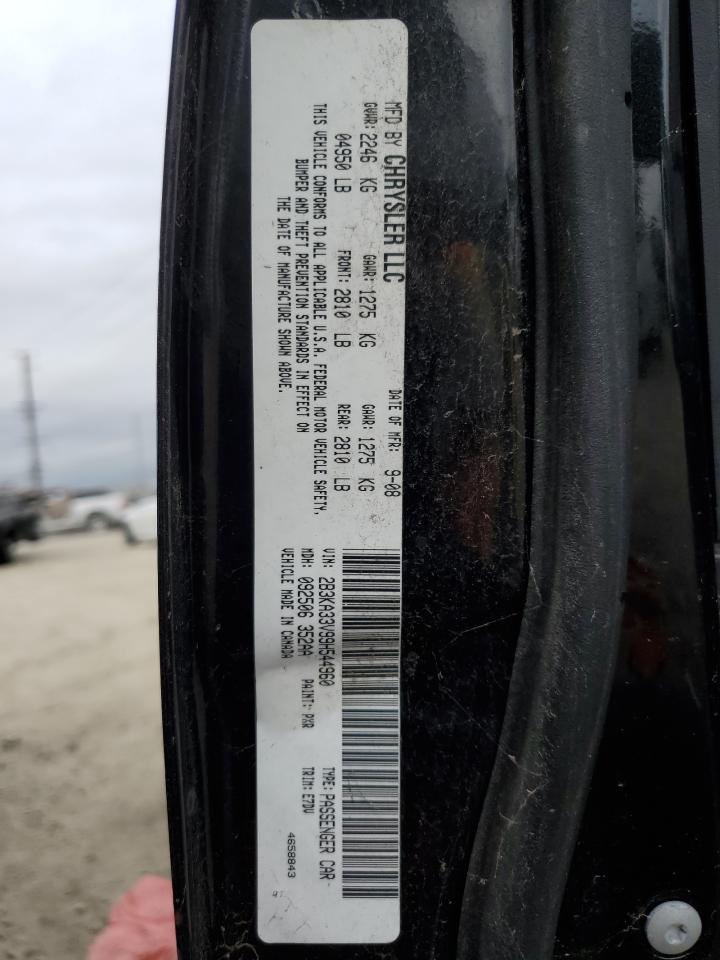 MFD BY CHRYSLER LLC DATE OF MFR: 9-08
GVWR: 2246 KG GAWR: 1275 KG GAWR: 1275 KG
04950 LB FRONT: 2810 LB REAR: 2810 LB
THIS VEHICLE CONFORMS TO ALL APPLICABLE U.S.A. FEDERAL MOTOR VEHICLE SAFETY,
BUMPER AND THEFT PREVENTION STANDARDS IN EFFECT ON
THE DATE OF MANUFACTURE SHOWN ABOVE.
VIN: 2B3KA33V99H544960 TYPE: PASSENGER CAR
MDH: 092506 352AA PAINT: PXR TRIM: E7DV
VEHICLE MADE IN CANADA 4658843